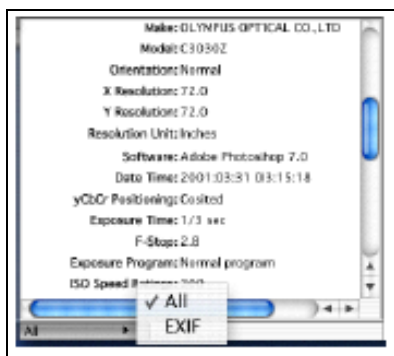 Make: OLYMPUS OPTICAL CO., LTD
Model: C3030Z
Orientation: Normal
X Resolution: 72.0
Y Resolution: 72.0
Resolution Unit: Inches
Software: Adobe Photoshop 7.0
Date Time: 2001:03:31 03:15:18
yCbCr Positioning: Cosited
Exposure Time: 1/3 sec
F-Stop: 2.8
Exposure Program: Normal program
ISO Speed Ratings:
✓ All
All
EXIF